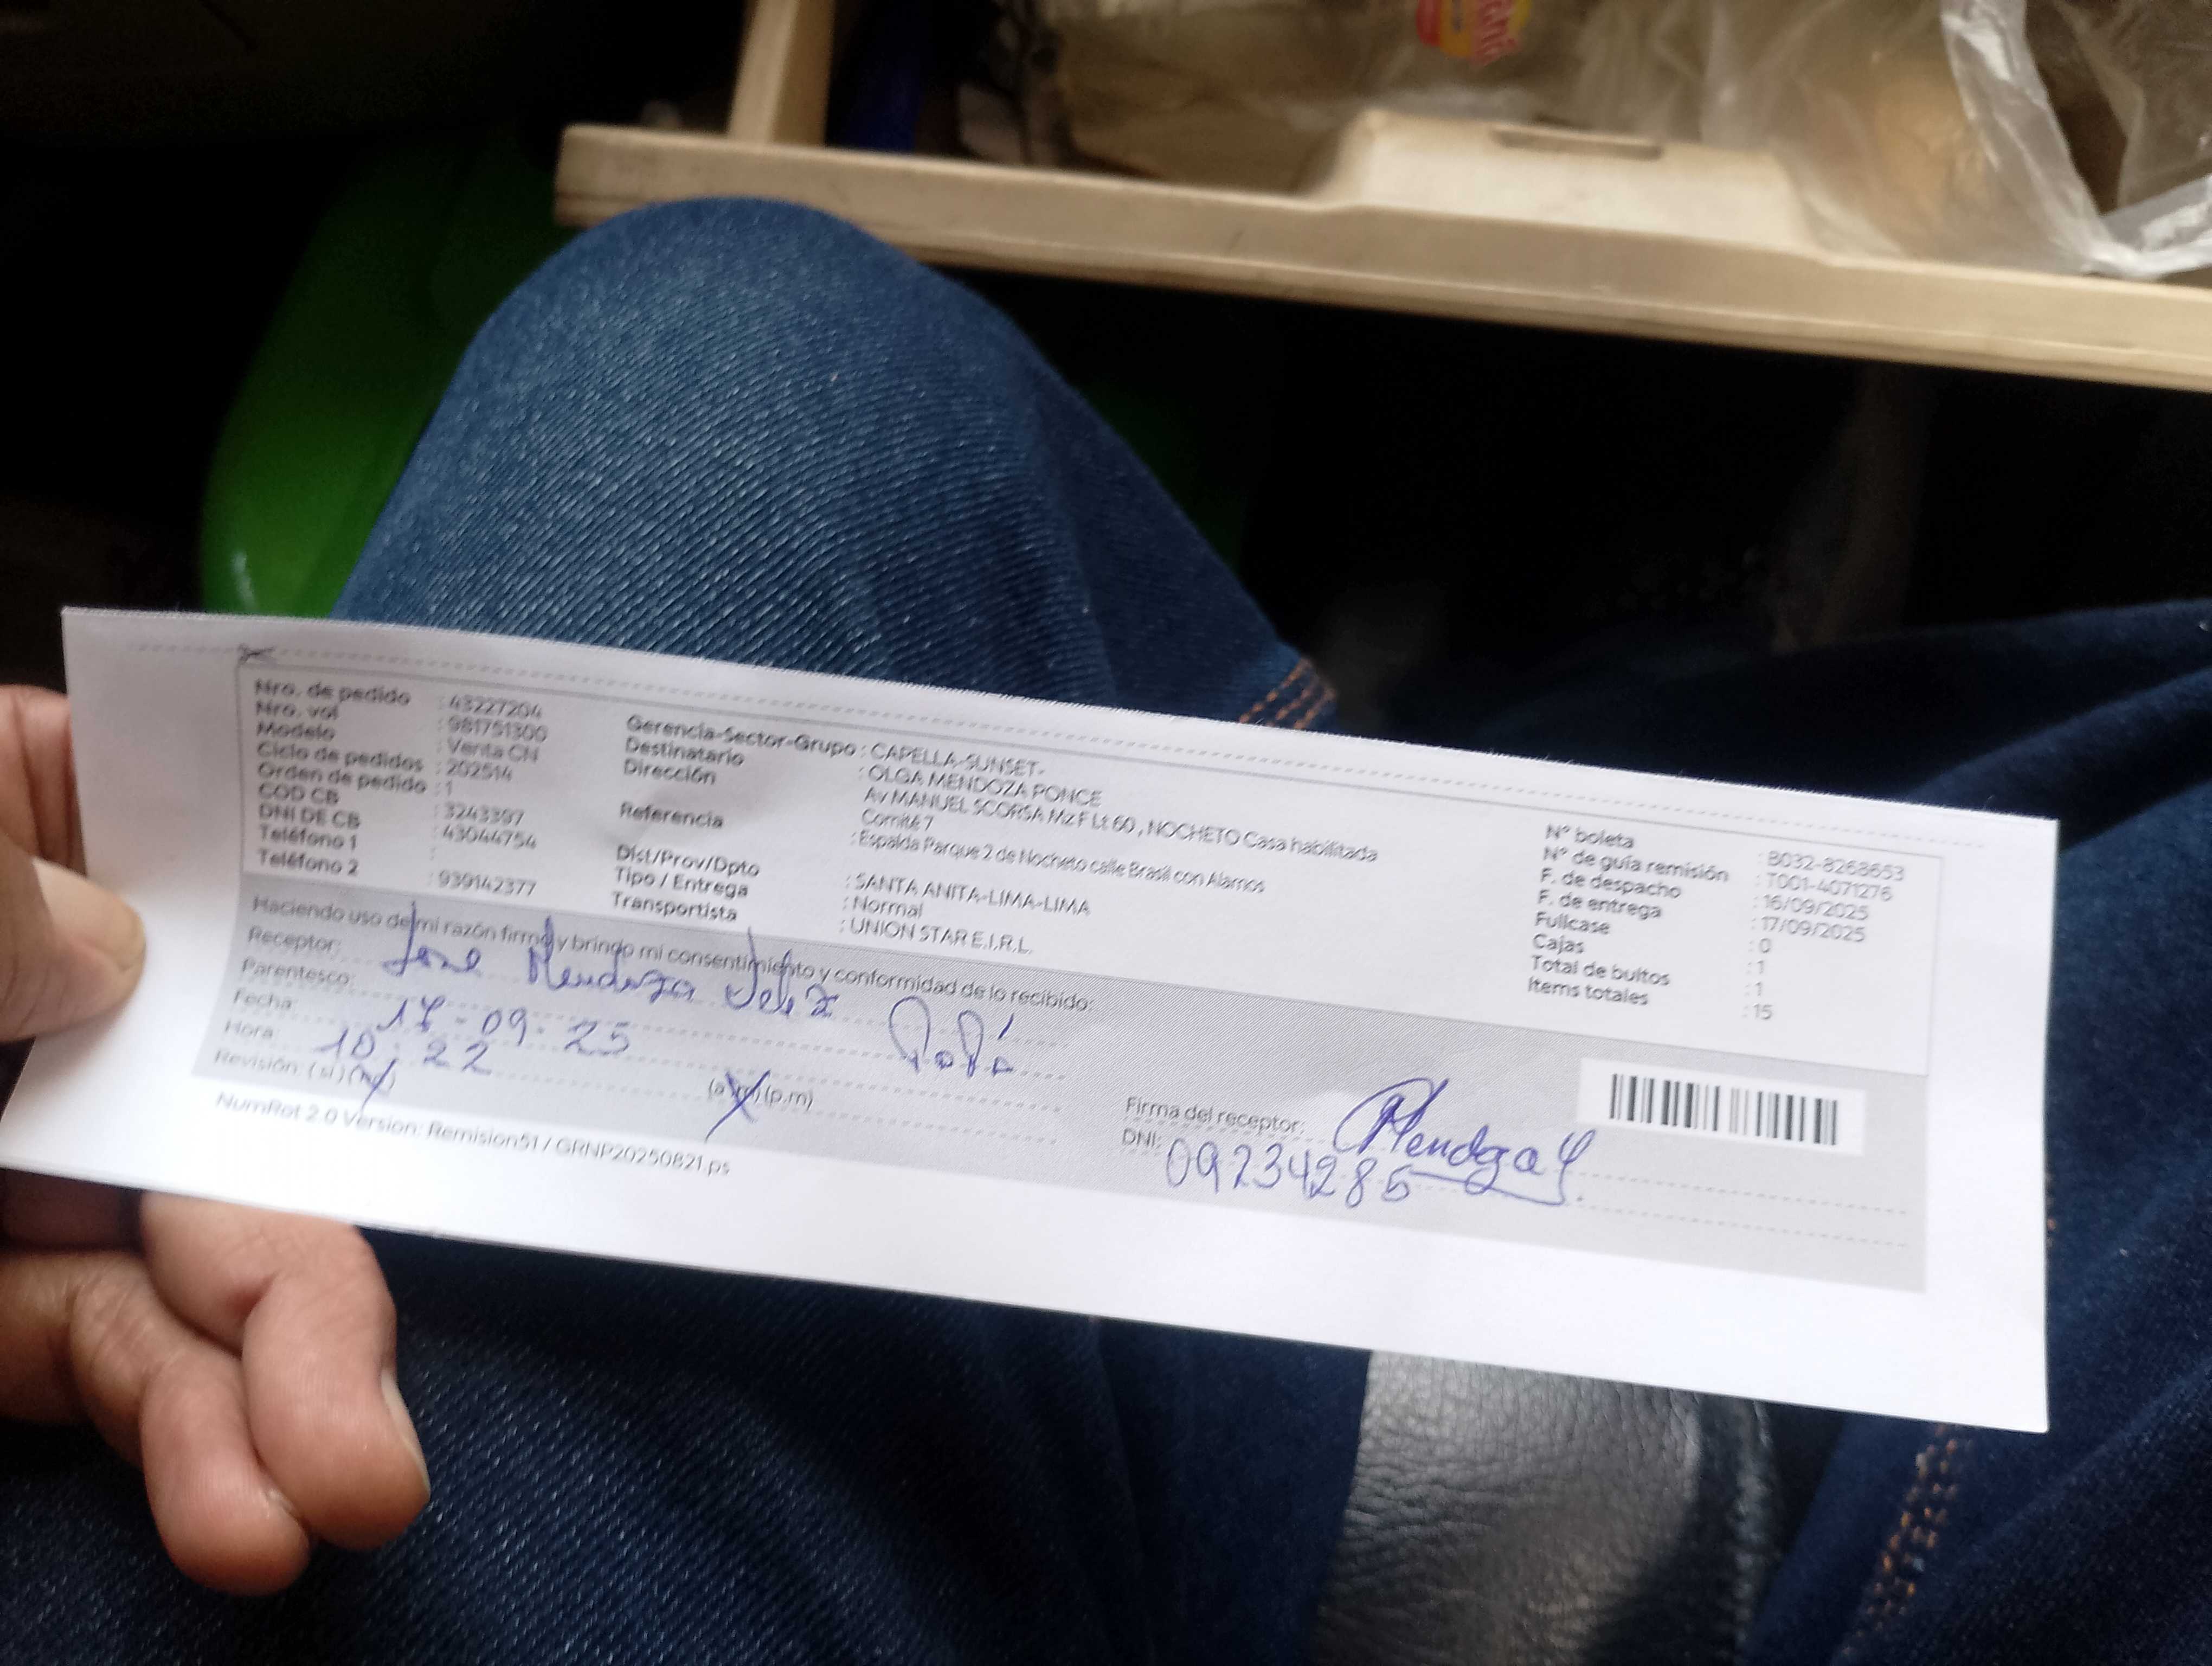 Nro. de pedido : 43227204
Nro. vol : 981751300
Modelo : Venta CN
Ciclo de pedidos : 202514
Orden de pedido : 1
COD CB : 3243397
DNI DE CB : 43044754
Teléfono 1 :
Teléfono 2 : 939142377
Gerencia-Sector-Grupo : CAPELLA-SUNSET-
Destinatario : OLGA MENDOZA PONCE
Dirección : Av MANUEL SCORSA Mz F Lt 60 , NOCHETO Casa habilitada
Comité 7
Referencia : Espalda Parque 2 de Nocheto calle Brasil con Alamos
Dist/Prov/Dpto : SANTA ANITA-LIMA-LIMA
Tipo / Entrega : Normal
Transportista : UNION STAR E.I.R.L.
N° boleta : B032-8268653
N° de guía remisión : T001-4071276
F. de despacho : 16/09/2025
F. de entrega : 17/09/2025
Fullcase : 0
Cajas : 1
Total de bultos : 1
Items totales : 15
Haciendo uso de mi razón firmo y brindo mi consentimiento y conformidad de lo recibido:
Receptor: Jose Mendoza Veliz
Parentesco: PaPá
Fecha: 17-09-25
Hora: 10:22 (a.m) (p.m)
Revisión (si) (no)
Firma del receptor: Mendoza
DNI: 09234285
NumRot 2.0 Version: Remision51 / GRNP20250821.ps